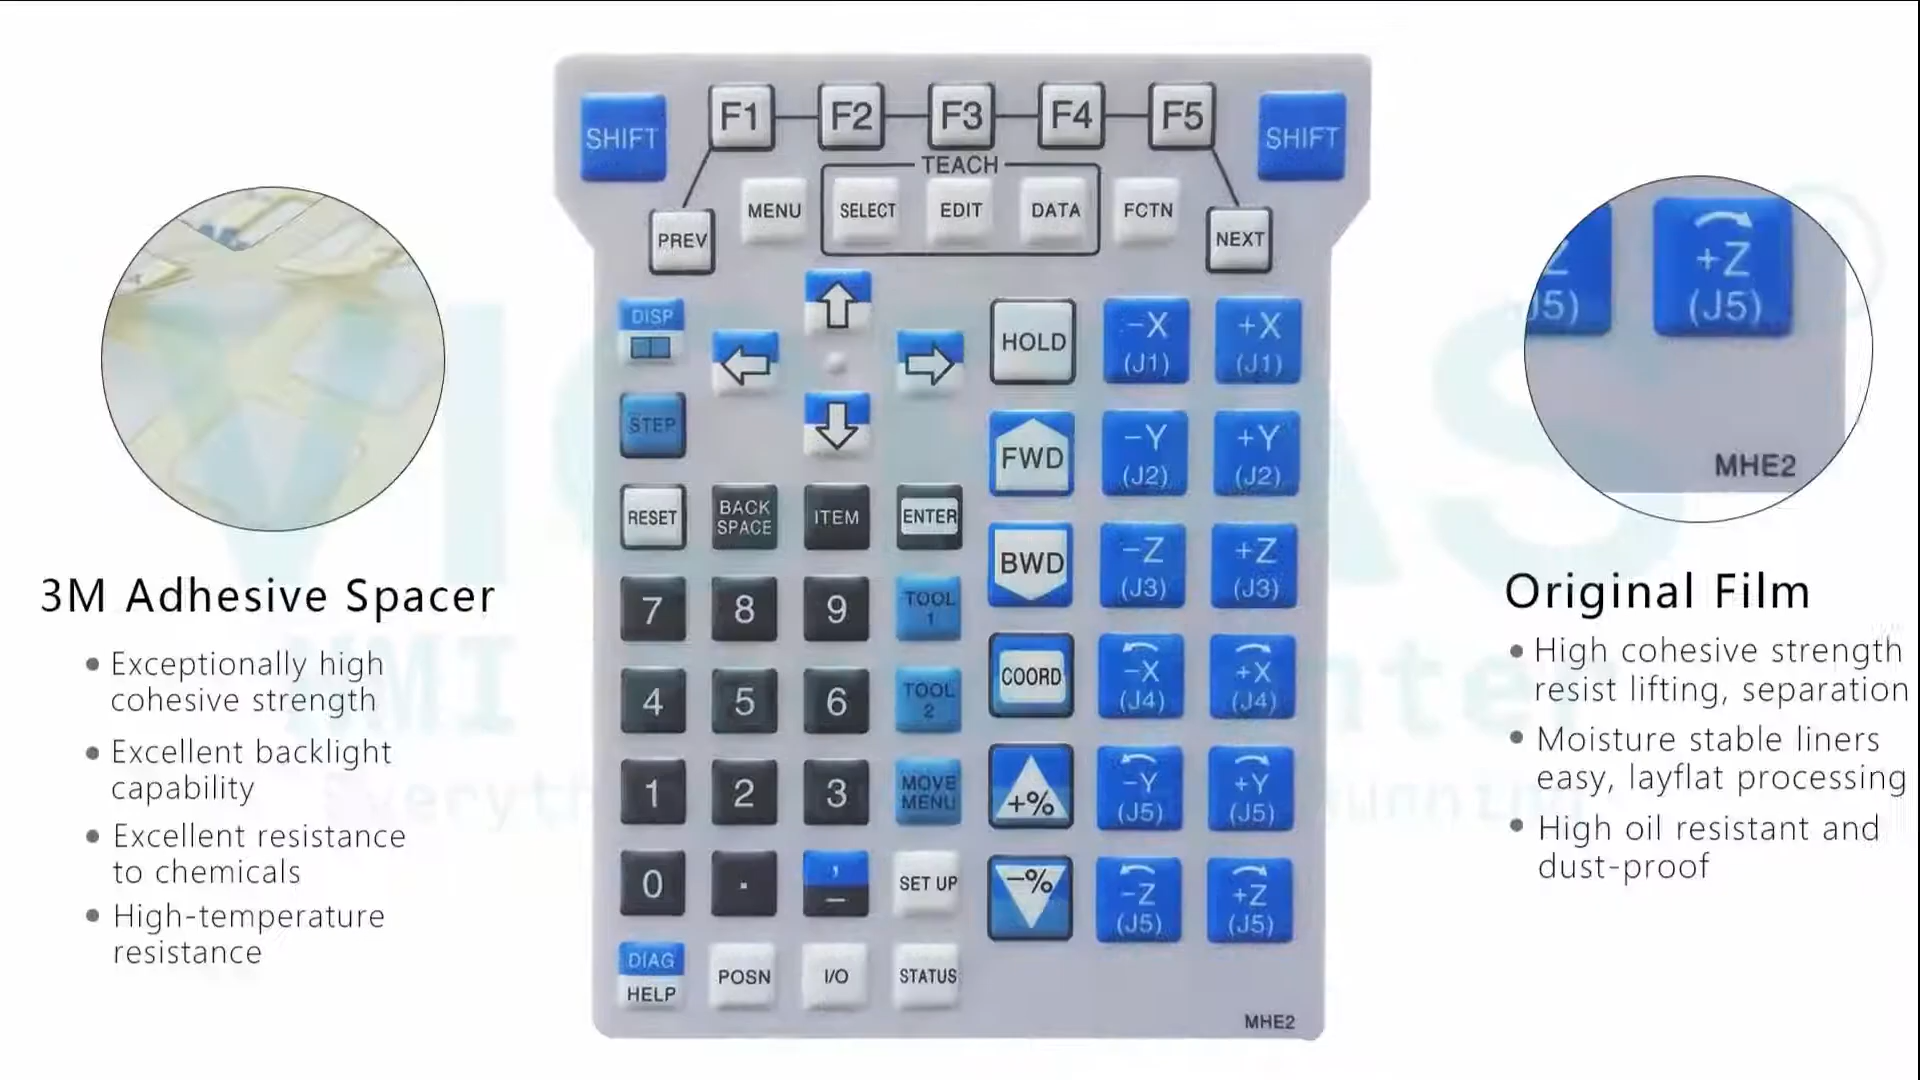 SHIFT
F1
F2
F3
F4
F5
SHIFT
TEACH
PREV
MENU
SELECT
EDIT
DATA
FCTN
NEXT
DISP
STEP
HOLD
-X
(J1)
+X
(J1)
FWD
-Y
(J2)
+Y
(J2)
RESET
BACK
SPACE
ITEM
ENTER
BWD
-Z
(J3)
+Z
(J3)
7
8
9
TOOL
1
COORD
-X
(J4)
+X
(J4)
4
5
6
TOOL
2
1
2
3
MOVE
MENU
+%
-Y
(J5)
+Y
(J5)
0
.
,
–
SET UP
-%
-Z
(J5)
+Z
(J5)
DIAG
HELP
POSN
I/O
STATUS
MHE2
3M Adhesive Spacer
• Exceptionally high
cohesive strength
• Excellent backlight
capability
• Excellent resistance
to chemicals
• High-temperature
resistance
Z
J5)
+Z
(J5)
MHE2
Original Film
• High cohesive strength
resist lifting, separation
• Moisture stable liners
easy, layflat processing
• High oil resistant and
dust-proof